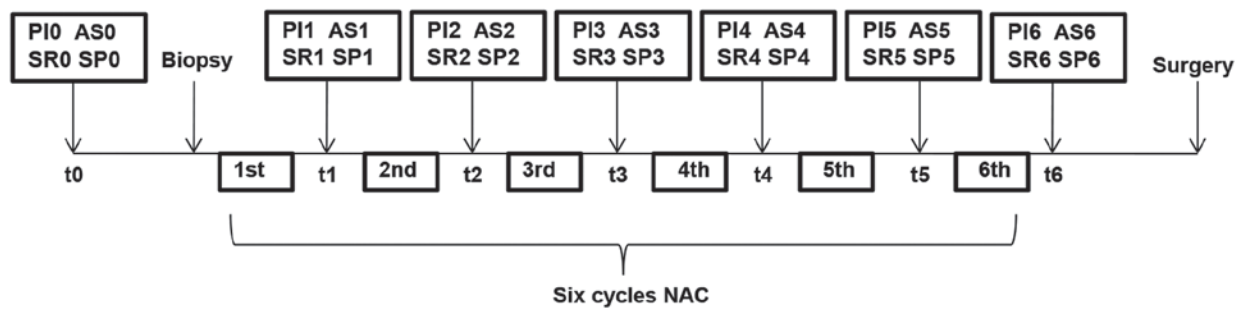 PI0 AS0
SR0 SP0
Biopsy
PI1 AS1
SR1 SP1
PI2 AS2
SR2 SP2
PI3 AS3
SR3 SP3
PI4 AS4
SR4 SP4
PI5 AS5
SR5 SP5
PI6 AS6
SR6 SP6
Surgery
t0 1st t1 2nd t2 3rd t3 4th t4 5th t5 6th t6
Six cycles NAC